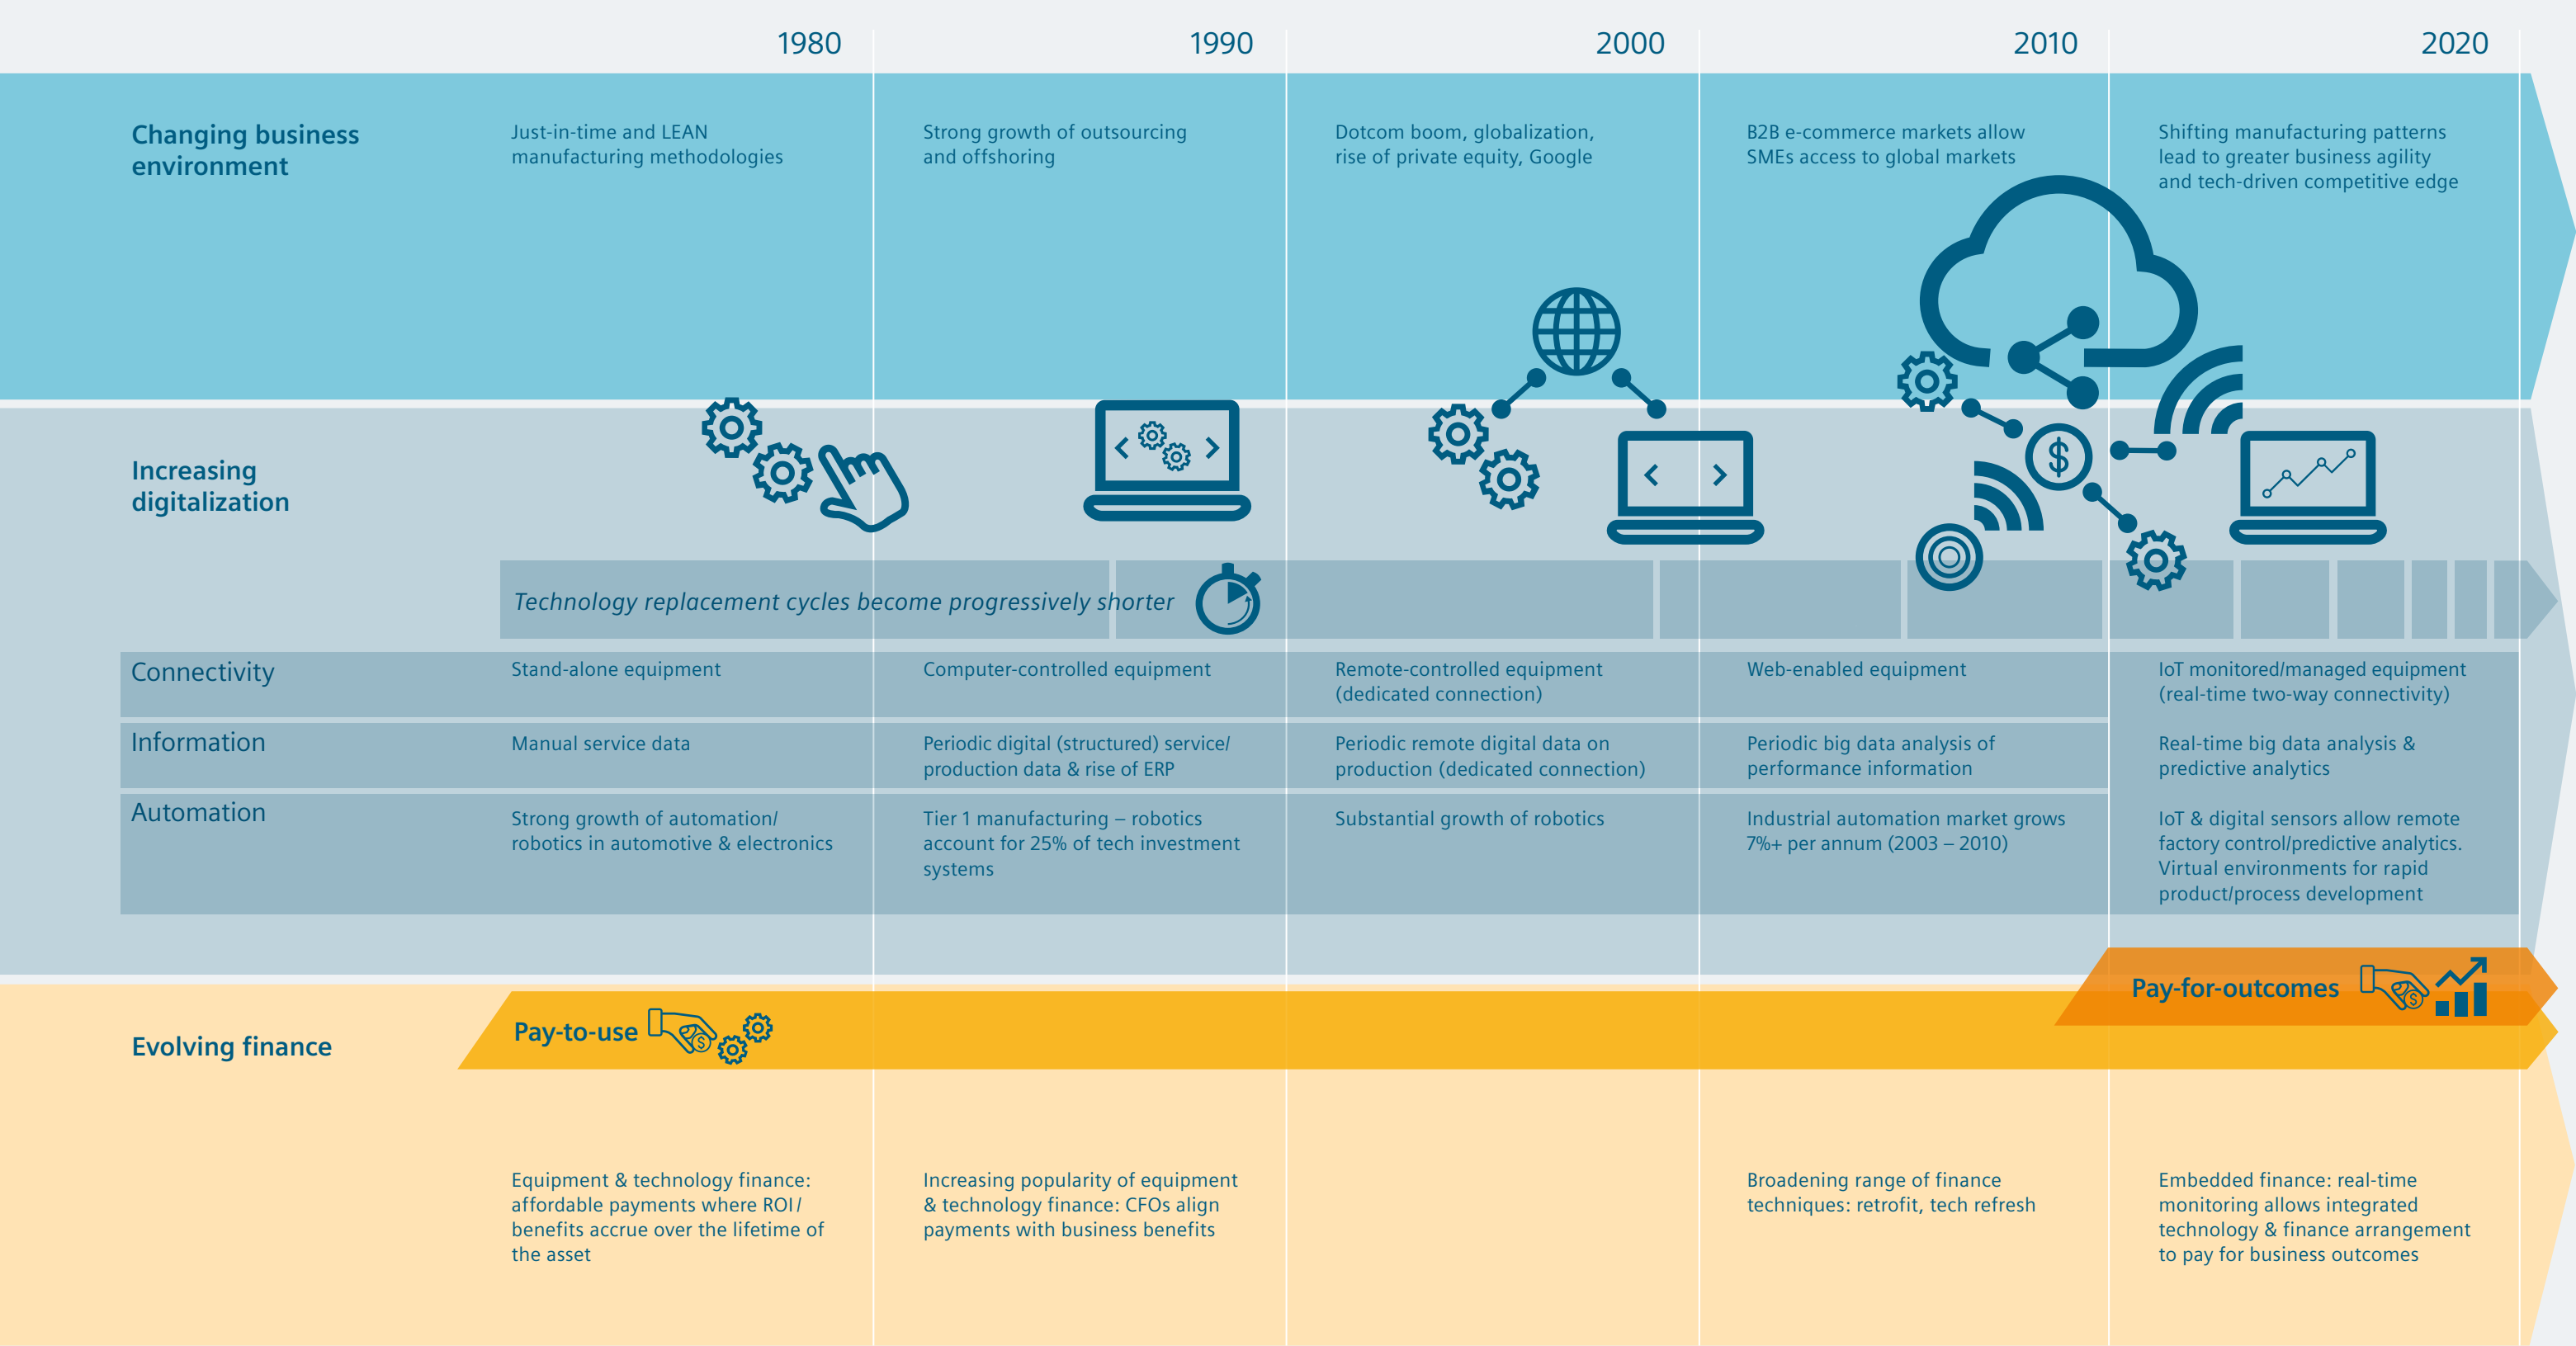 1980
1990
2000
2010
2020
Changing business
environment
Just-in-time and LEAN
manufacturing methodologies
Strong growth of outsourcing
and offshoring
Dotcom boom, globalization,
rise of private equity, Google
B2B e-commerce markets allow
SMEs access to global markets
Shifting manufacturing patterns
lead to greater business agility
and tech-driven competitive edge
Increasing
digitalization
$
Technology replacement cycles become progressively shorter
Connectivity
Stand-alone equipment
Computer-controlled equipment
Remote-controlled equipment
(dedicated connection)
Web-enabled equipment
IoT monitored/managed equipment
(real-time two-way connectivity)
Information
Manual service data
Periodic digital (structured) service/
production data & rise of ERP
Periodic remote digital data on
production (dedicated connection)
Periodic big data analysis of
performance information
Real-time big data analysis &
predictive analytics
Automation
Strong growth of automation/
robotics in automotive & electronics
Tier 1 manufacturing – robotics
account for 25% of tech investment
systems
Substantial growth of robotics
Industrial automation market grows
7%+ per annum (2003 – 2010)
IoT & digital sensors allow remote
factory control/predictive analytics.
Virtual environments for rapid
product/process development
Evolving finance
Pay-to-use
$
Pay-for-outcomes
$
Equipment & technology finance:
affordable payments where ROI/
benefits accrue over the lifetime of
the asset
Increasing popularity of equipment
& technology finance: CFOs align
payments with business benefits
Broadening range of finance
techniques: retrofit, tech refresh
Embedded finance: real-time
monitoring allows integrated
technology & finance arrangement
to pay for business outcomes